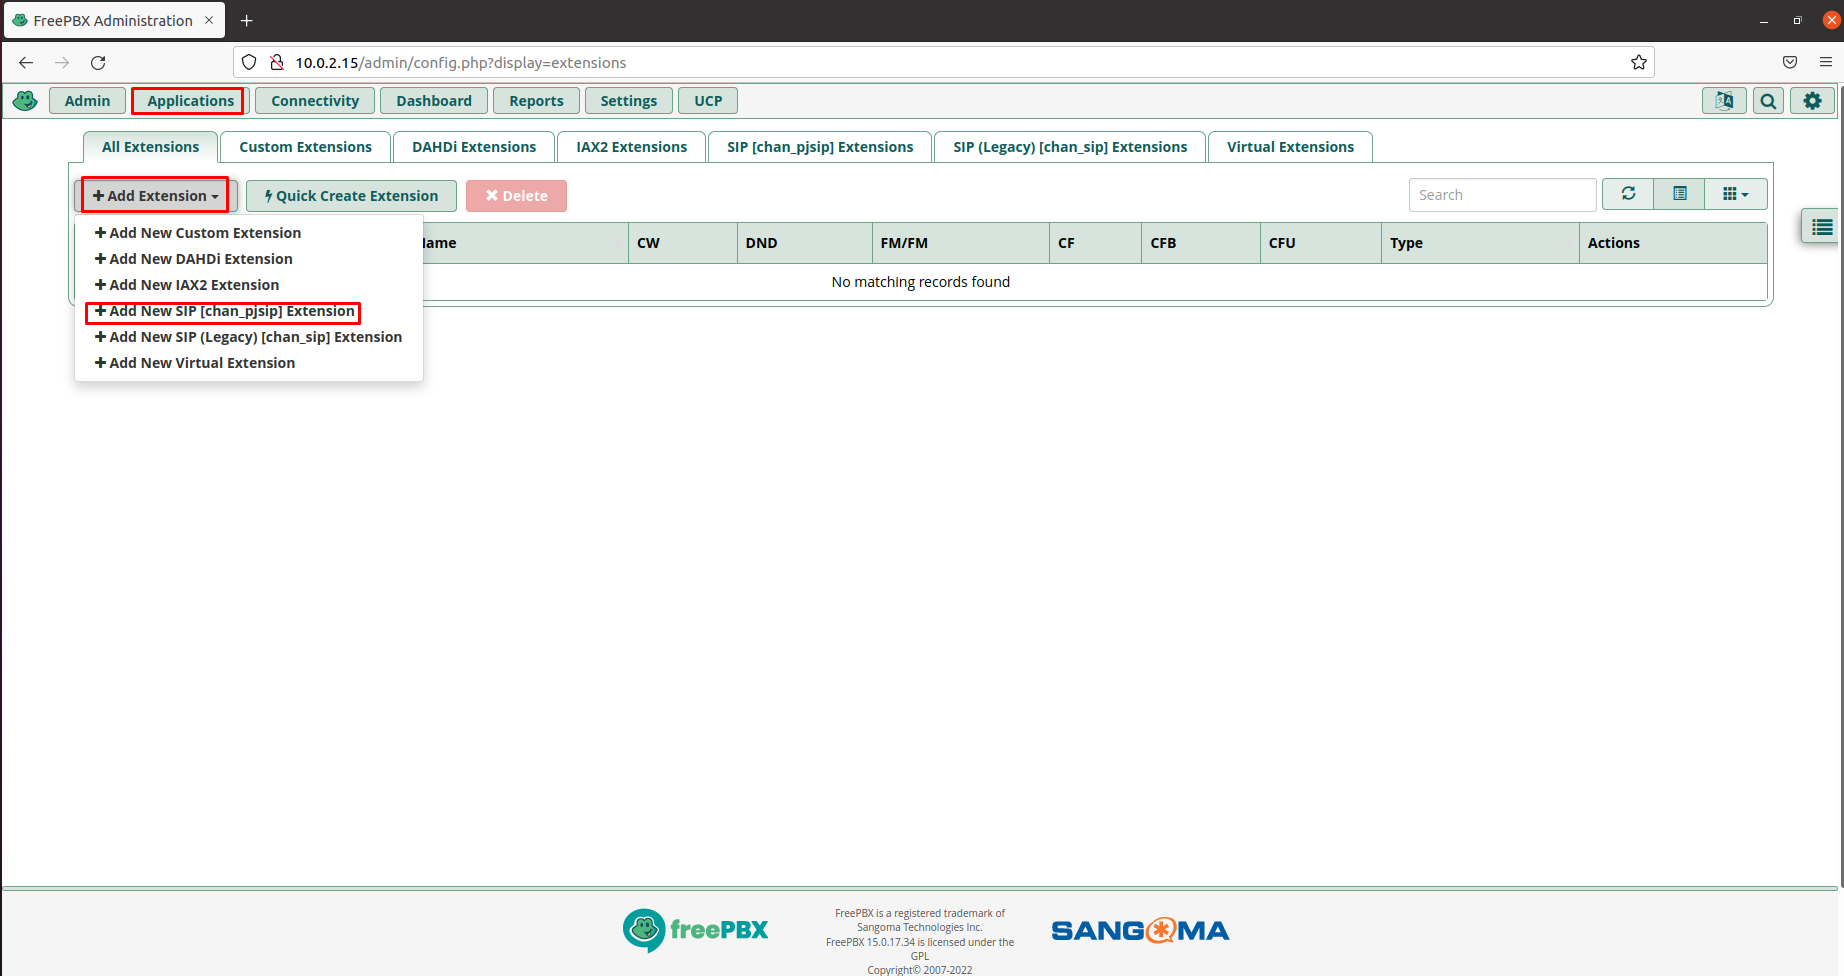 FreePBX Administration
10.0.2.15/admin/config.php?display=extensions
Admin Applications Connectivity Dashboard Reports Settings UCP
All Extensions Custom Extensions DAHDi Extensions IAX2 Extensions SIP [chan_pjsip] Extensions SIP (Legacy) [chan_sip] Extensions Virtual Extensions
Add Extension Quick Create Extension Delete Search
ame CW DND FM/FM CF CFB CFU Type Actions
No matching records found
Add New Custom Extension
Add New DAHDi Extension
Add New IAX2 Extension
Add New SIP [chan_pjsip] Extension
Add New SIP (Legacy) [chan_sip] Extension
Add New Virtual Extension
freePBX
FreePBX is a registered trademark of
Sangoma Technologies Inc.
FreePBX 15.0.17.34 is licensed under the
GPL
Copyright© 2007-2022
SANGOMA